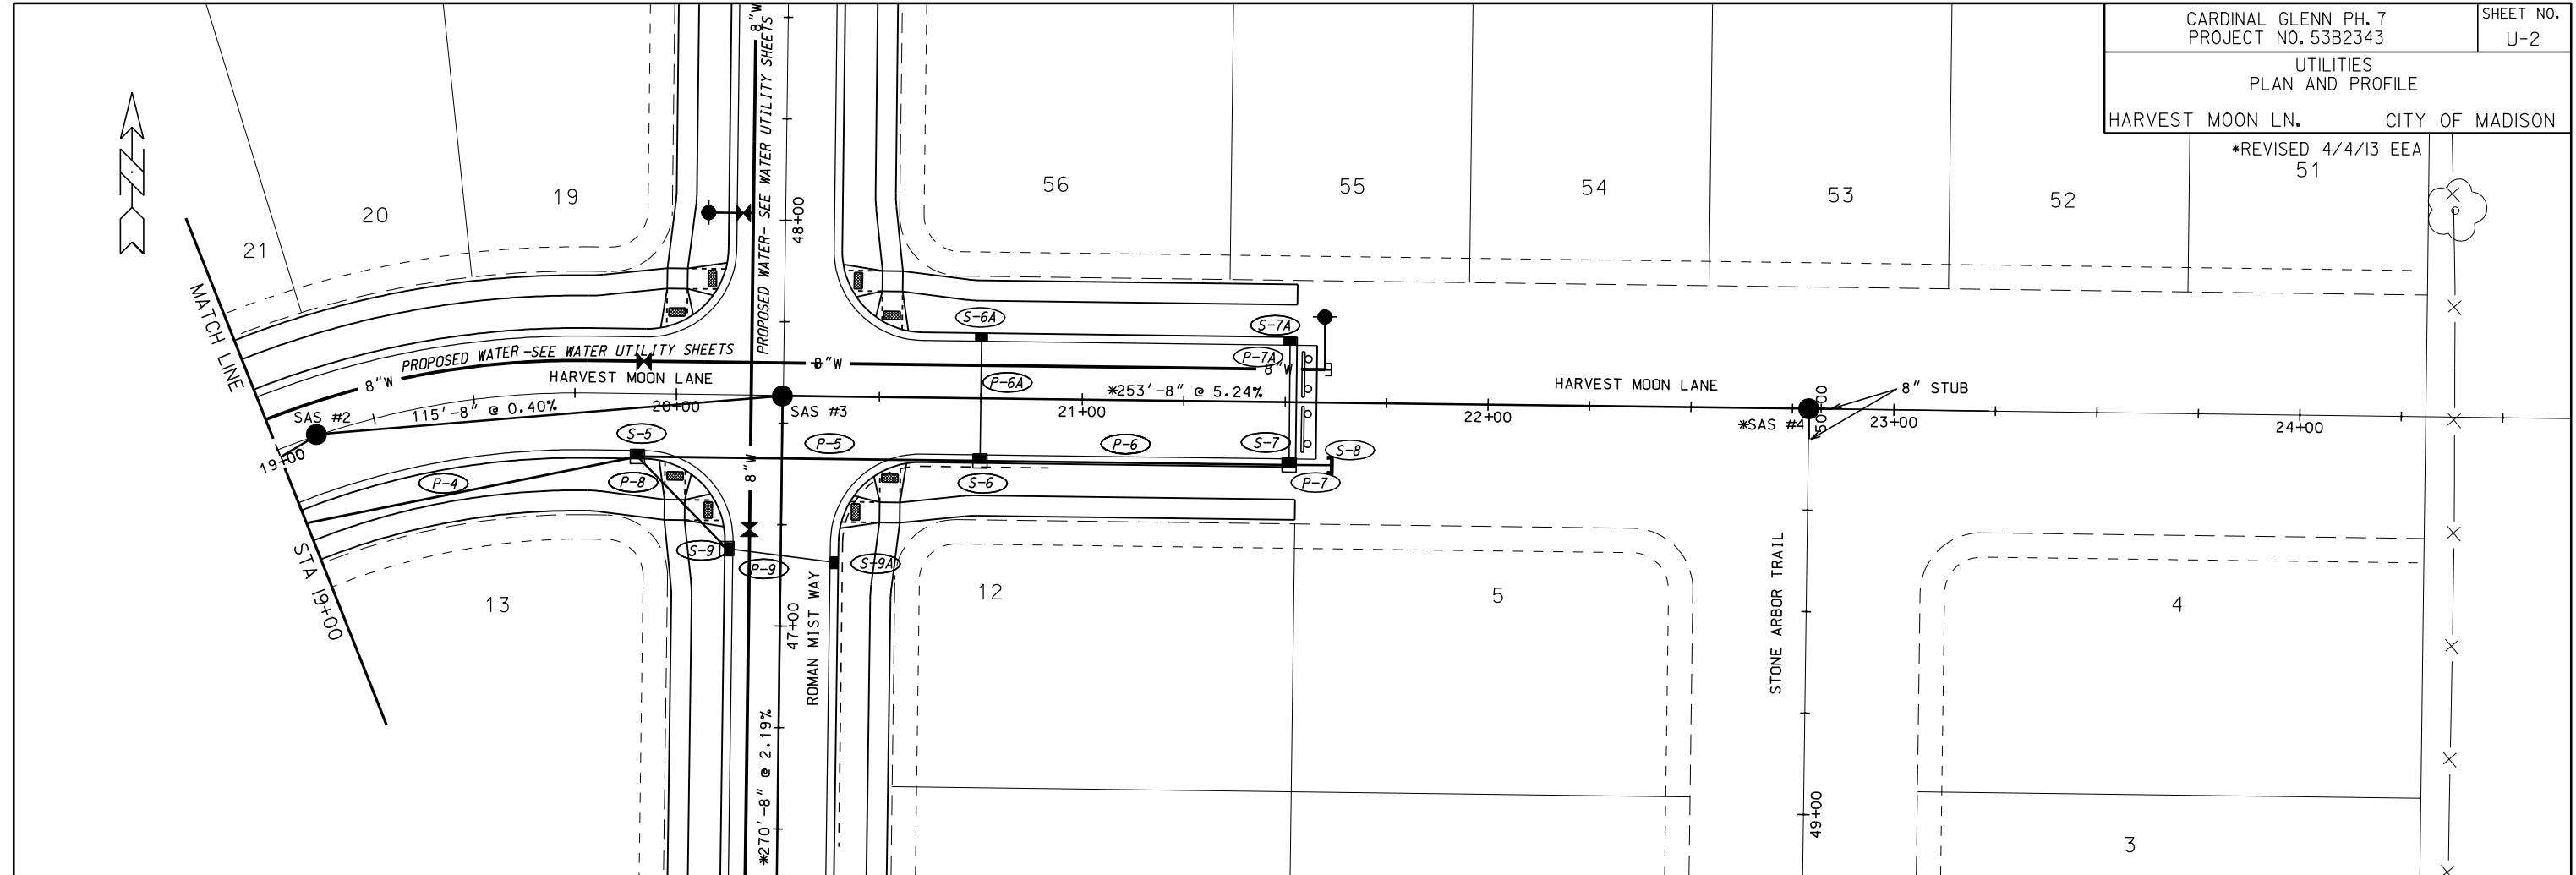 CARDINAL GLENN PH. 7
PROJECT NO. 53B2343
SHEET NO.
U-2
UTILITIES
PLAN AND PROFILE
HARVEST MOON LN.
CITY OF MADISON
*REVISED 4/4/13 EEA
N
21
20
19
56
55
54
53
52
51
8"W
PROPOSED WATER- SEE WATER UTILITY SHEETS
48+00
MATCH LINE
STA 19+00
PROPOSED WATER -SEE WATER UTILITY SHEETS
8"W
HARVEST MOON LANE
8"W
8"W
S-6A
S-7A
P-7A
P-6A
SAS #2
115'-8" @ 0.40%
20+00
SAS #3
*253'-8" @ 5.24%
21+00
22+00
HARVEST MOON LANE
8" STUB
*SAS #4
50+00
23+00
24+00
19+00
S-5
P-5
P-6
S-7
S-8
P-4
P-8
8"W
S-6
P-7
S-9
P-9
S-9A
13
12
5
4
3
47+00
ROMAN MIST WAY
STONE ARBOR TRAIL
*270'-8" @ 2.19%
49+00